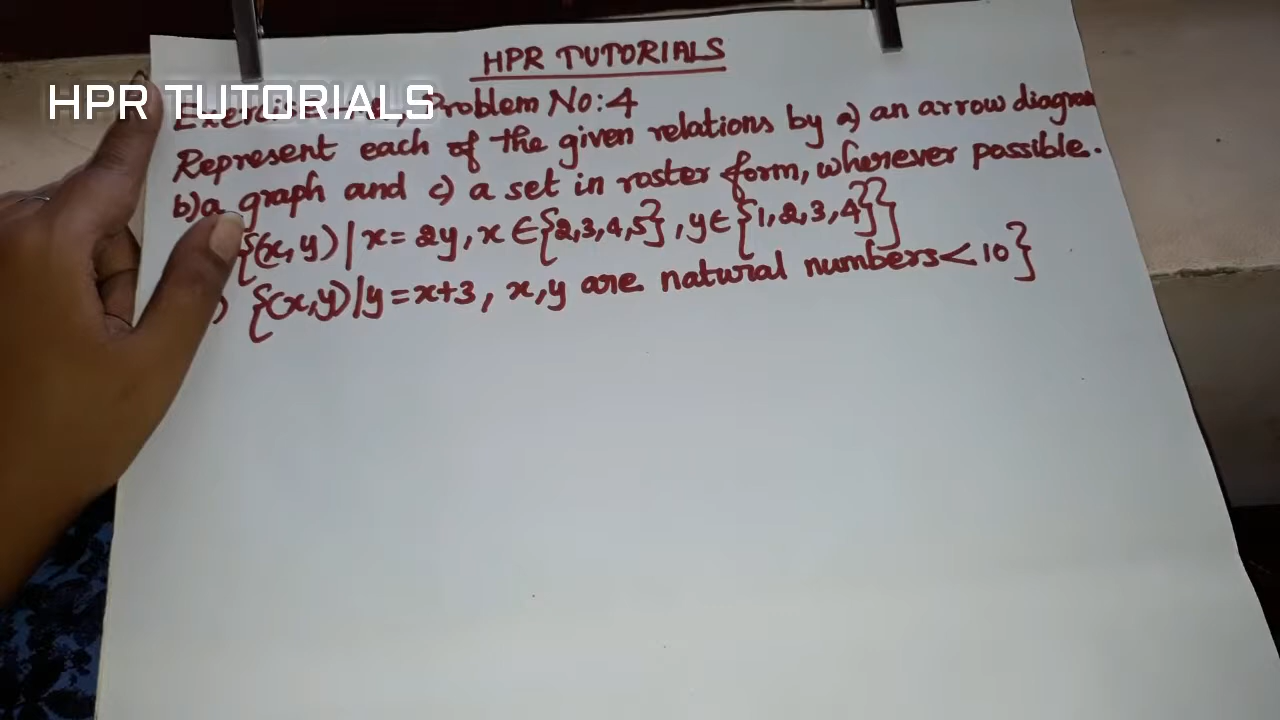 HPR TUTORIALS
HPR TUTORIALS
Problem No:4
Represent each of the given relations by a) an arrow diagram
b) a graph and c) a set in roster form, wherever possible.
{(x,y) | x = 2y, x ∈ {2,3,4,5}, y ∈ {1,2,3,4}}
) {(x,y) | y = x+3, x,y are natural numbers < 10}